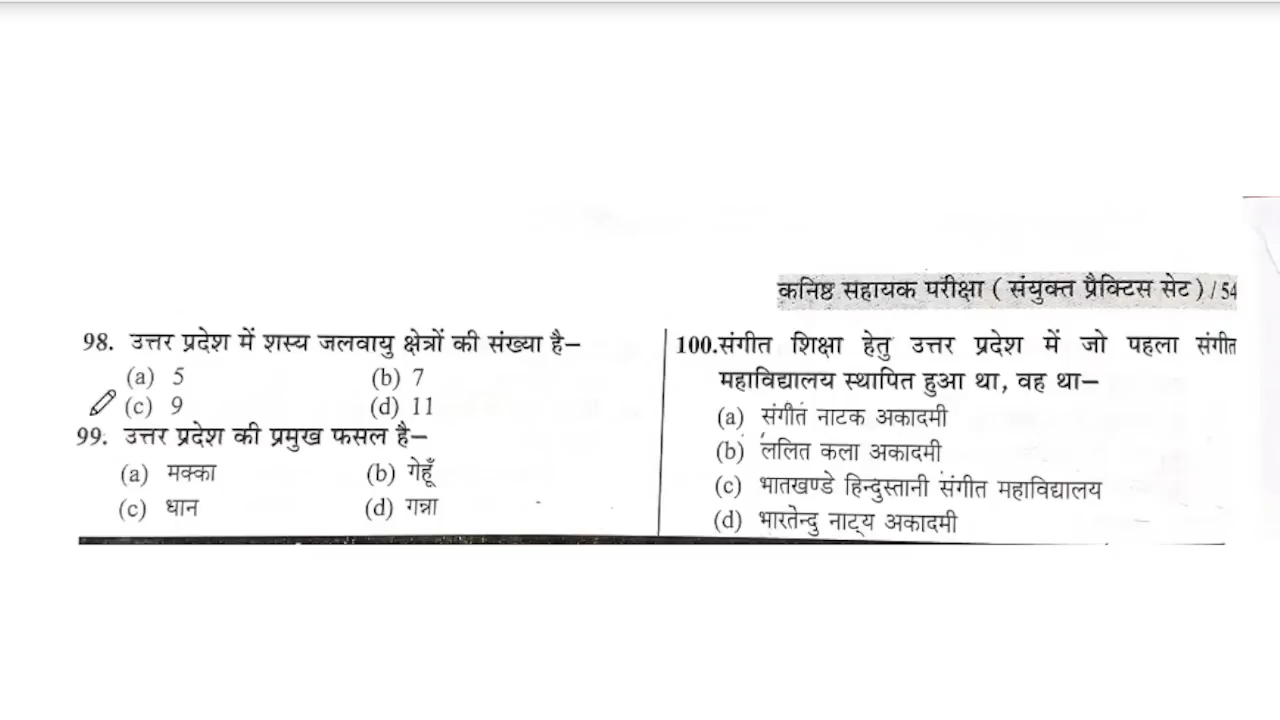 कनिष्ठ सहायक परीक्षा ( संयुक्त प्रैक्टिस सेट ) / 54
98. उत्तर प्रदेश में शस्य जलवायु क्षेत्रों की संख्या है–
(a) 5 (b) 7
(c) 9 (d) 11
99. उत्तर प्रदेश की प्रमुख फसल है–
(a) मक्का (b) गेहूँ
(c) धान (d) गन्ना
100.संगीत शिक्षा हेतु उत्तर प्रदेश में जो पहला संगीत
महाविद्यालय स्थापित हुआ था, वह था–
(a) संगीत नाटक अकादमी
(b) ललित कला अकादमी
(c) भातखण्डे हिन्दुस्तानी संगीत महाविद्यालय
(d) भारतेन्दु नाट्य अकादमी